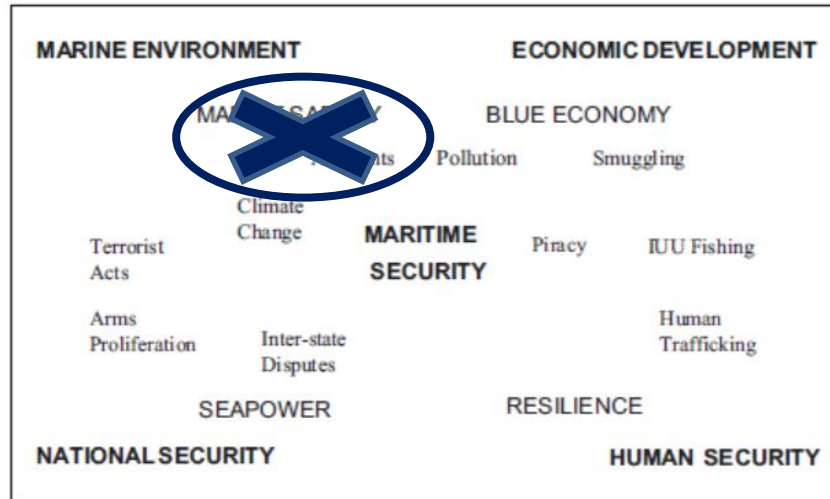 MARINE ENVIRONMENT ECONOMIC DEVELOPMENT
BLUE ECONOMY
Pollution Smuggling
Climate
Change
MARITIME
SECURITY
Terrorist
Acts
Piracy IUU Fishing
Arms
Proliferation
Inter-state
Disputes
Human
Trafficking
SEAPOWER RESILIENCE
NATIONAL SECURITY HUMAN SECURITY